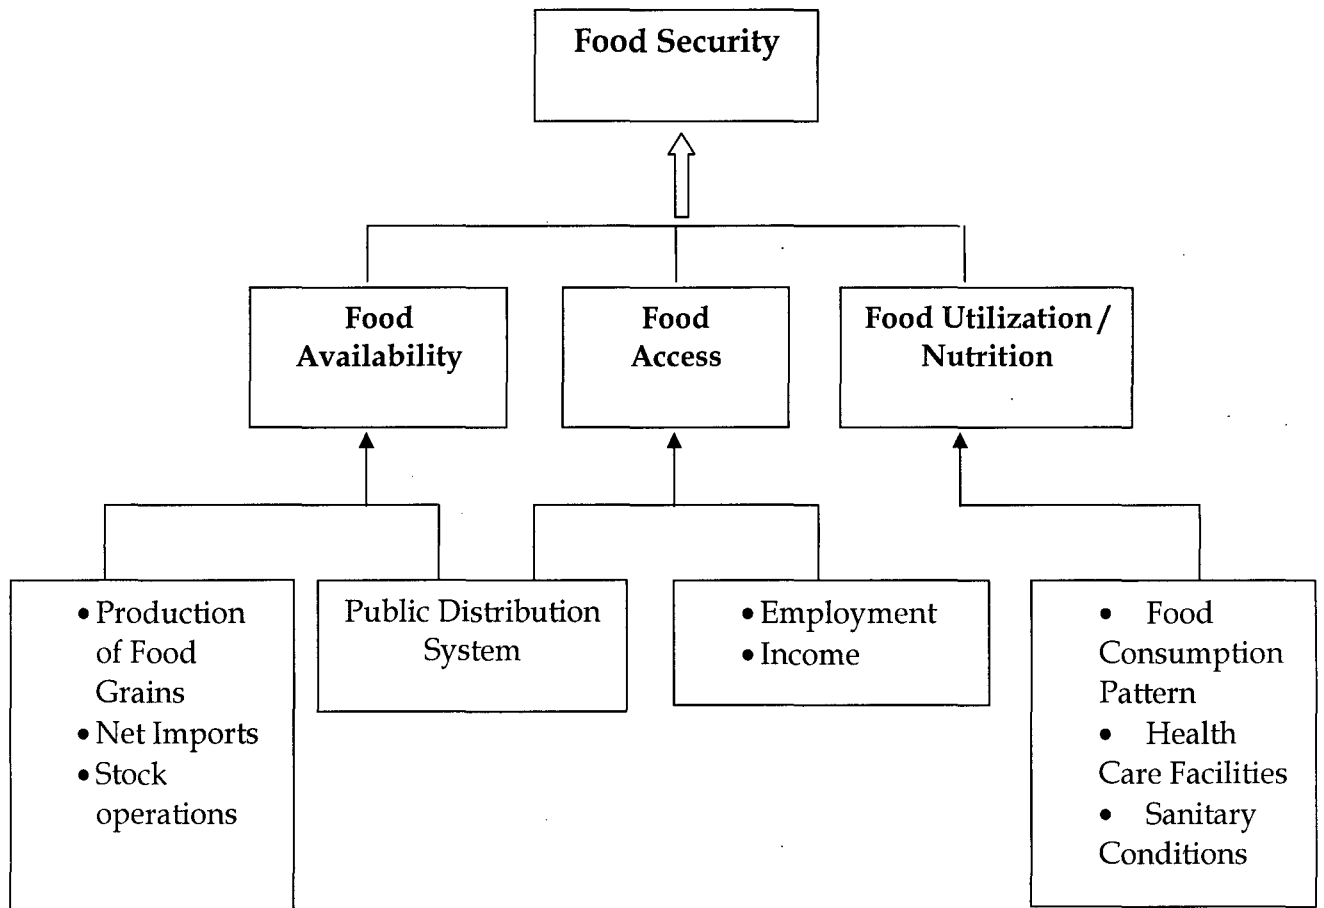 Food Security
Food
Availability
Food
Access
Food Utilization/
Nutrition
• Production
of Food
Grains
• Net Imports
• Stock
operations
Public Distribution
System
• Employment
• Income
• Food
Consumption
Pattern
• Health
Care Facilities
• Sanitary
Conditions